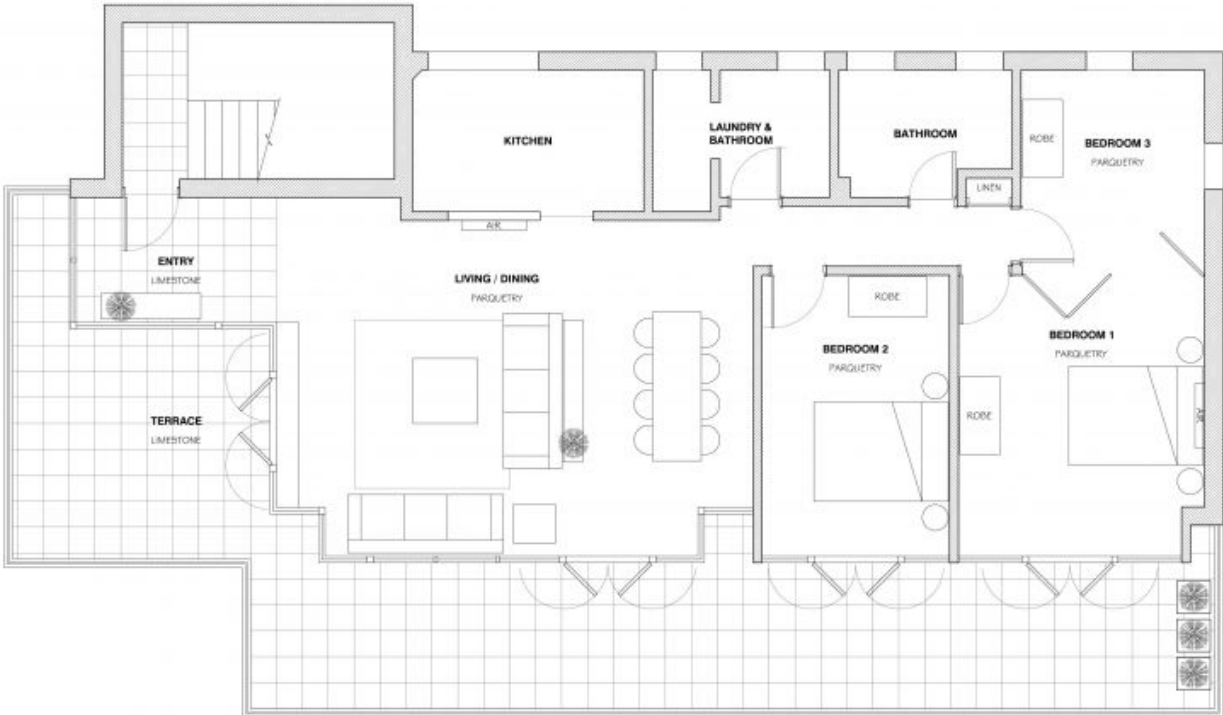 KITCHEN
LAUNDRY &
BATHROOM
BATHROOM
ROBE
BEDROOM 3
PARQUETRY
LINEN
AIR
ENTRY
LIMESTONE
LIVING / DINING
PARQUETRY
ROBE
BEDROOM 2
PARQUETRY
BEDROOM 1
PARQUETRY
TERRACE
LIMESTONE
ROBE
AIR